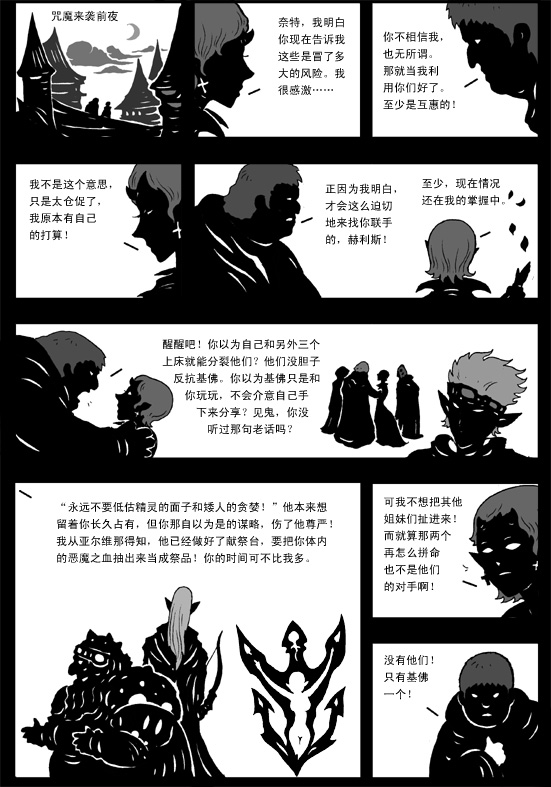 咒魔来袭前夜
奈特，我明白
你现在告诉我
这些是冒了多
大的风险。我
很感激……
你不相信我，
也无所谓。
那就当我利
用你们好了。
至少是互惠的！
我不是这个意思，
只是太仓促了，
我原本有自己
的打算！
正因为我明白，
才会这么迫切
地来找你联手
的，赫利斯！
至少，现在情况
还在我的掌握中。
醒醒吧！你以为自己和另外三个
上床就能分裂他们？他们没胆子
反抗基佛。你以为基佛只是和
你玩玩，不会介意自己手
下来分享？见鬼，你没
听过那句老话吗？
“永远不要低估精灵的面子和矮人的贪婪！”他本来想
留着你长久占有，但你那自以为是的谋略，伤了他尊严！
我从亚尔维那得知，他已经做好了献祭台，要把你体内
的恶魔之血抽出来当成祭品！你的时间可不比我多。
可我不想把其他
姐妹们扯进来！
而就算那两个
再怎么拼命
也不是他们
的对手啊！
没有他们！
只有基佛
一个！